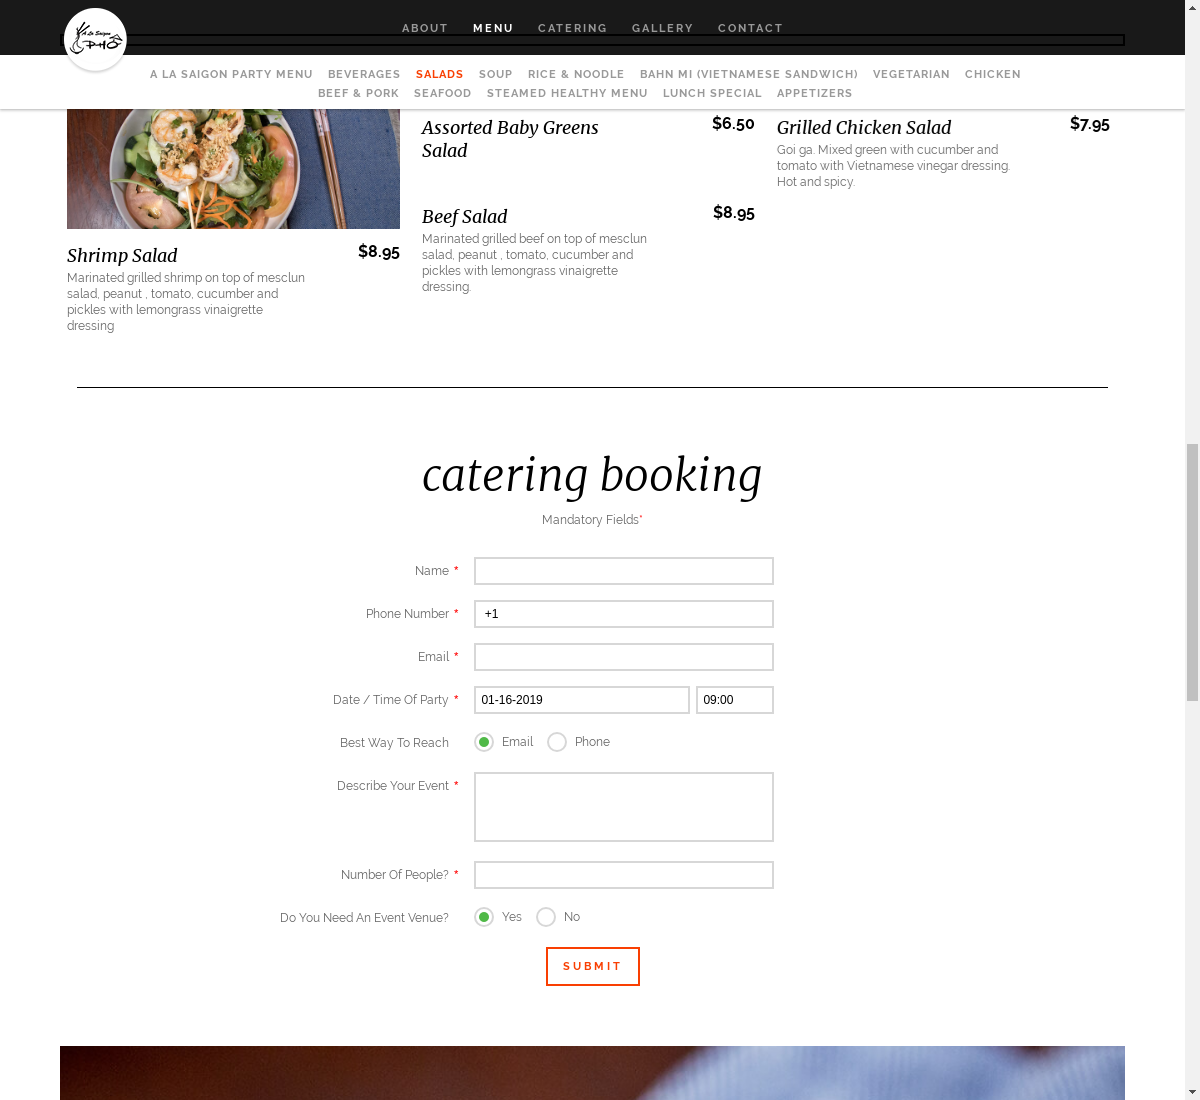 A La Saigon
PHO
ABOUT MENU CATERING GALLERY CONTACT
A LA SAIGON PARTY MENU BEVERAGES SALADS SOUP RICE & NOODLE BAHN MI (VIETNAMESE SANDWICH) VEGETARIAN CHICKEN
BEEF & PORK SEAFOOD STEAMED HEALTHY MENU LUNCH SPECIAL APPETIZERS
Shrimp Salad $8.95
Marinated grilled shrimp on top of mesclun
salad, peanut , tomato, cucumber and
pickles with lemongrass vinaigrette
dressing
Assorted Baby Greens $6.50
Salad
Beef Salad $8.95
Marinated grilled beef on top of mesclun
salad, peanut , tomato, cucumber and
pickles with lemongrass vinaigrette
dressing.
Grilled Chicken Salad $7.95
Goi ga. Mixed green with cucumber and
tomato with Vietnamese vinegar dressing.
Hot and spicy.
catering booking
Mandatory Fields*
Name *
Phone Number * +1
Email *
Date / Time Of Party * 01-16-2019 09:00
Best Way To Reach Email Phone
Describe Your Event *
Number Of People? *
Do You Need An Event Venue? Yes No
SUBMIT